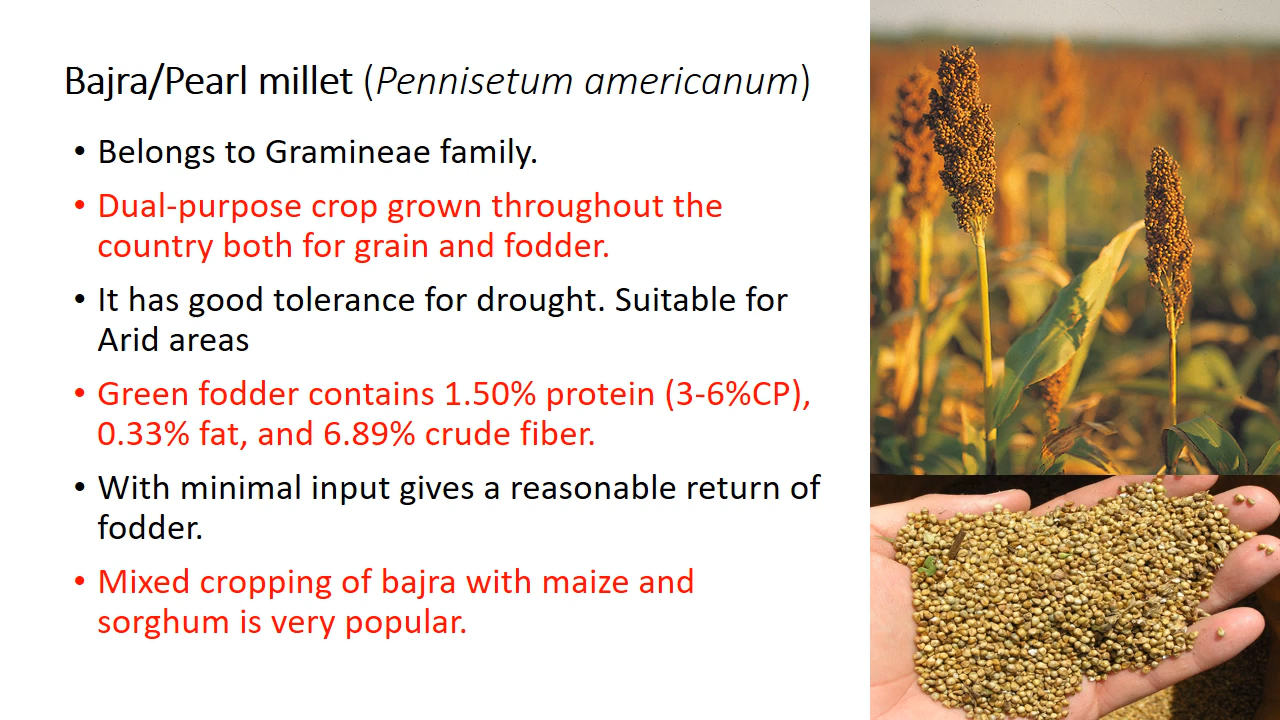 Bajra/Pearl millet (Pennisetum americanum)
• Belongs to Gramineae family.
• Dual-purpose crop grown throughout the
country both for grain and fodder.
• It has good tolerance for drought. Suitable for
Arid areas
• Green fodder contains 1.50% protein (3-6%CP),
0.33% fat, and 6.89% crude fiber.
• With minimal input gives a reasonable return of
fodder.
• Mixed cropping of bajra with maize and
sorghum is very popular.